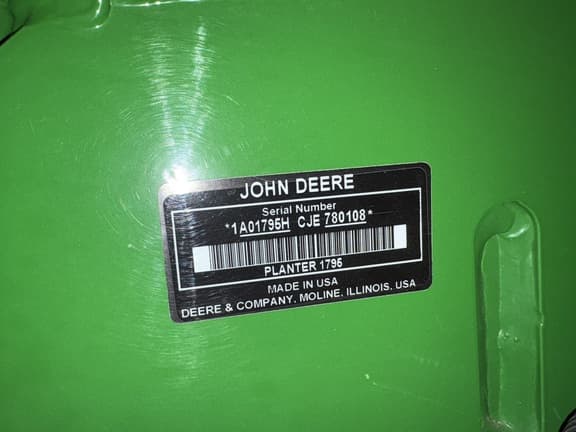 JOHN DEERE
Serial Number
*1A01795H CJE 780108*
PLANTER 1795
MADE IN USA
DEERE & COMPANY, MOLINE, ILLINOIS, USA